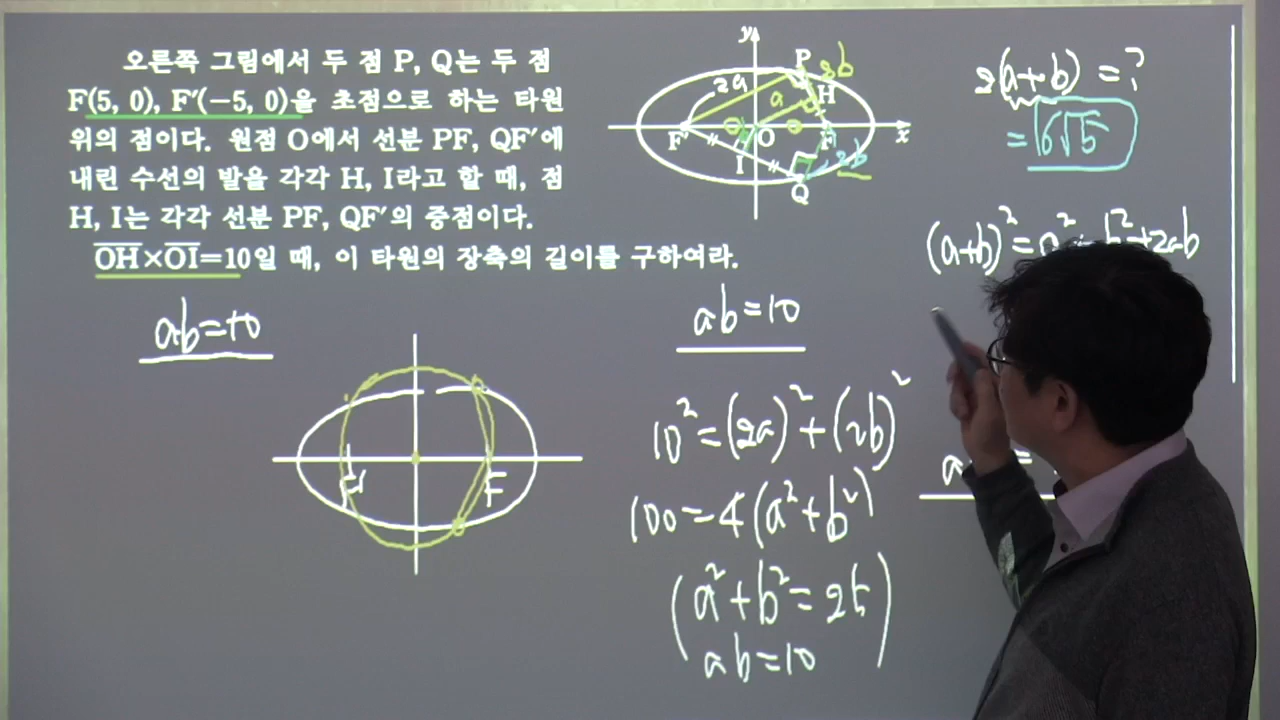 오른쪽 그림에서 두 점 P, Q는 두 점
F(5, 0), F′(−5, 0)을 초점으로 하는 타원
위의 점이다. 원점 O에서 선분 PF, QF′에
내린 수선의 발을 각각 H, I라고 할 때, 점
H, I는 각각 선분 PF, QF′의 중점이다.
OH×OI=10일 때, 이 타원의 장축의 길이를 구하여라.
y
P
2b
2a
a
H
F′
O
F
x
I
2b
Q
2(a+b) = ?
= 6√5
(a+b)² = a² + b² + 2ab
ab=10
F′
F
ab=10
10² = (2a)² + (2b)²
100 = 4(a²+b²)
a²+b² = 25
ab=10
a
=